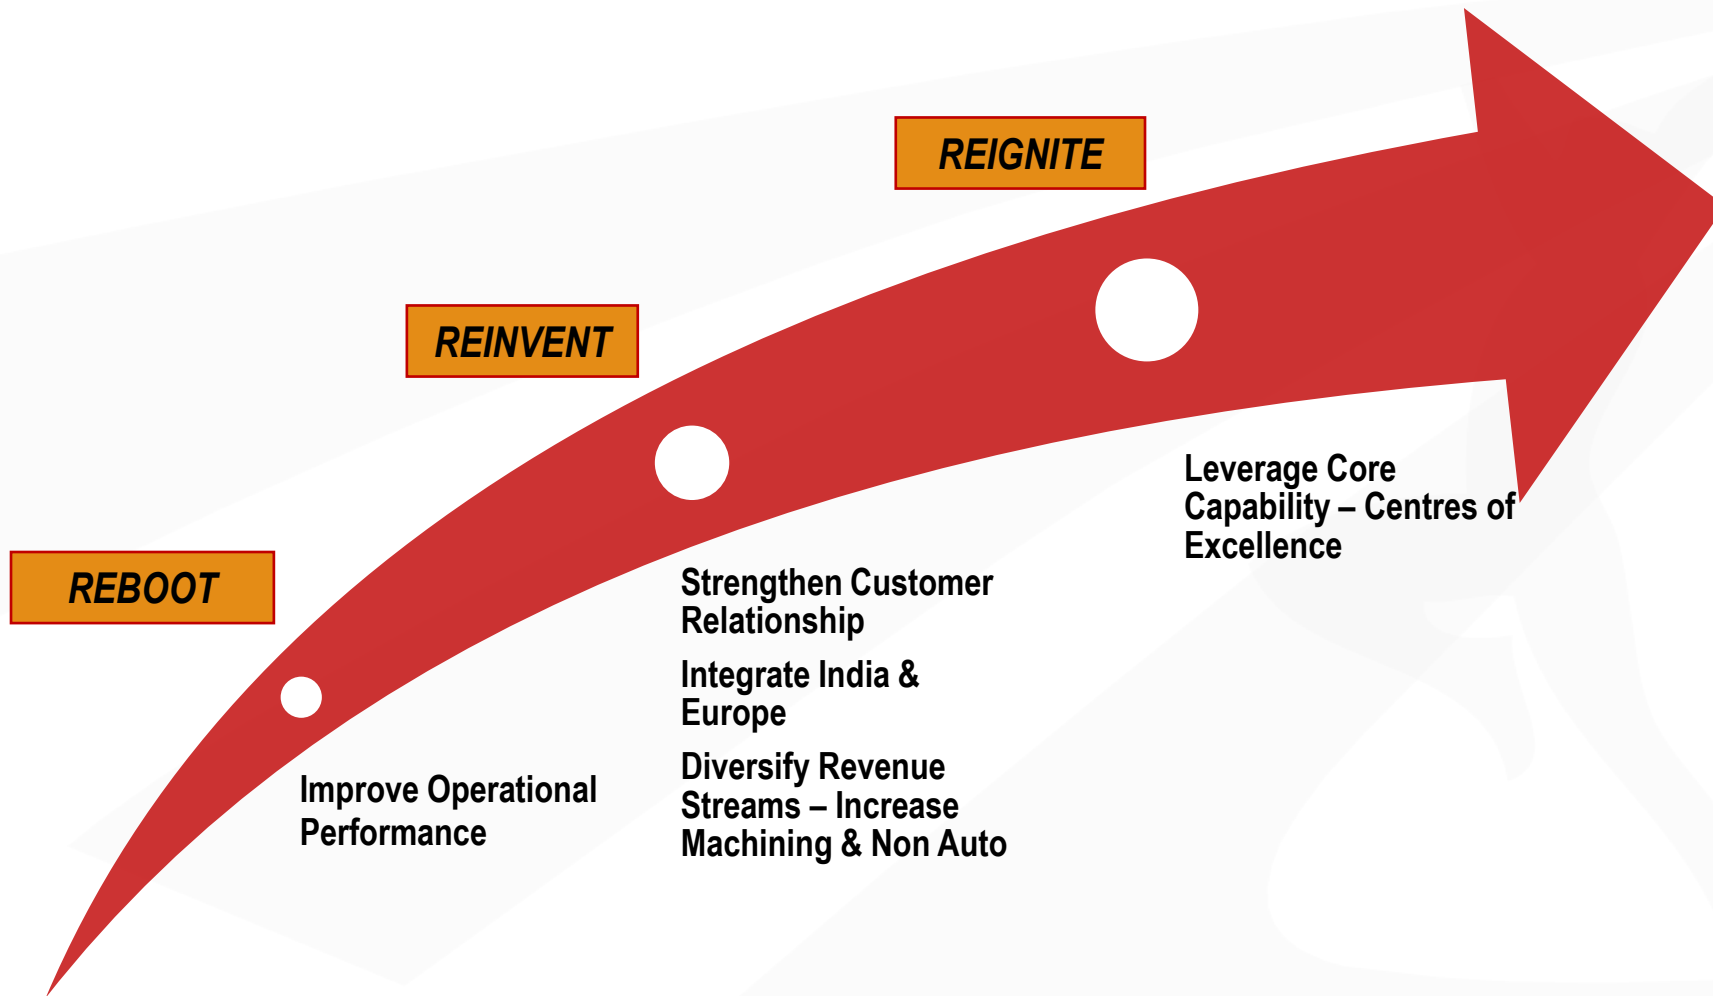 REIGNITE
REINVENT
REBOOT
Improve Operational
Performance
Strengthen Customer
Relationship
Integrate India &
Europe
Diversify Revenue
Streams – Increase
Machining & Non Auto
Leverage Core
Capability – Centres of
Excellence